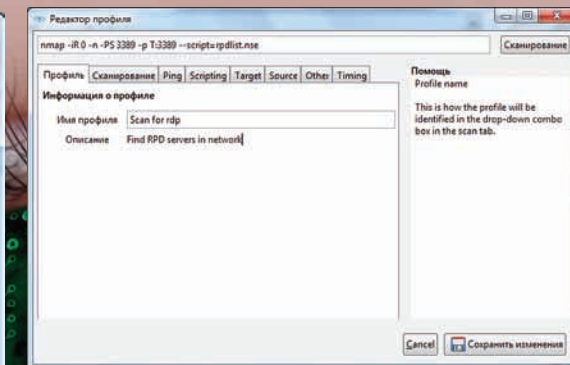 Редактор профиля
nmap -iR 0 -n -PS 3389 -p T:3389 --script=rpdlist.nse
Сканирование
Профиль Сканирование Ping Scripting Target Source Other Timing
Информация о профиле
Имя профиля Scan for rdp
Описание Find RPD servers in network
Помощь
Profile name
This is how the profile will be
identified in the drop-down combo
box in the scan tab.
Cancel
Сохранить изменения